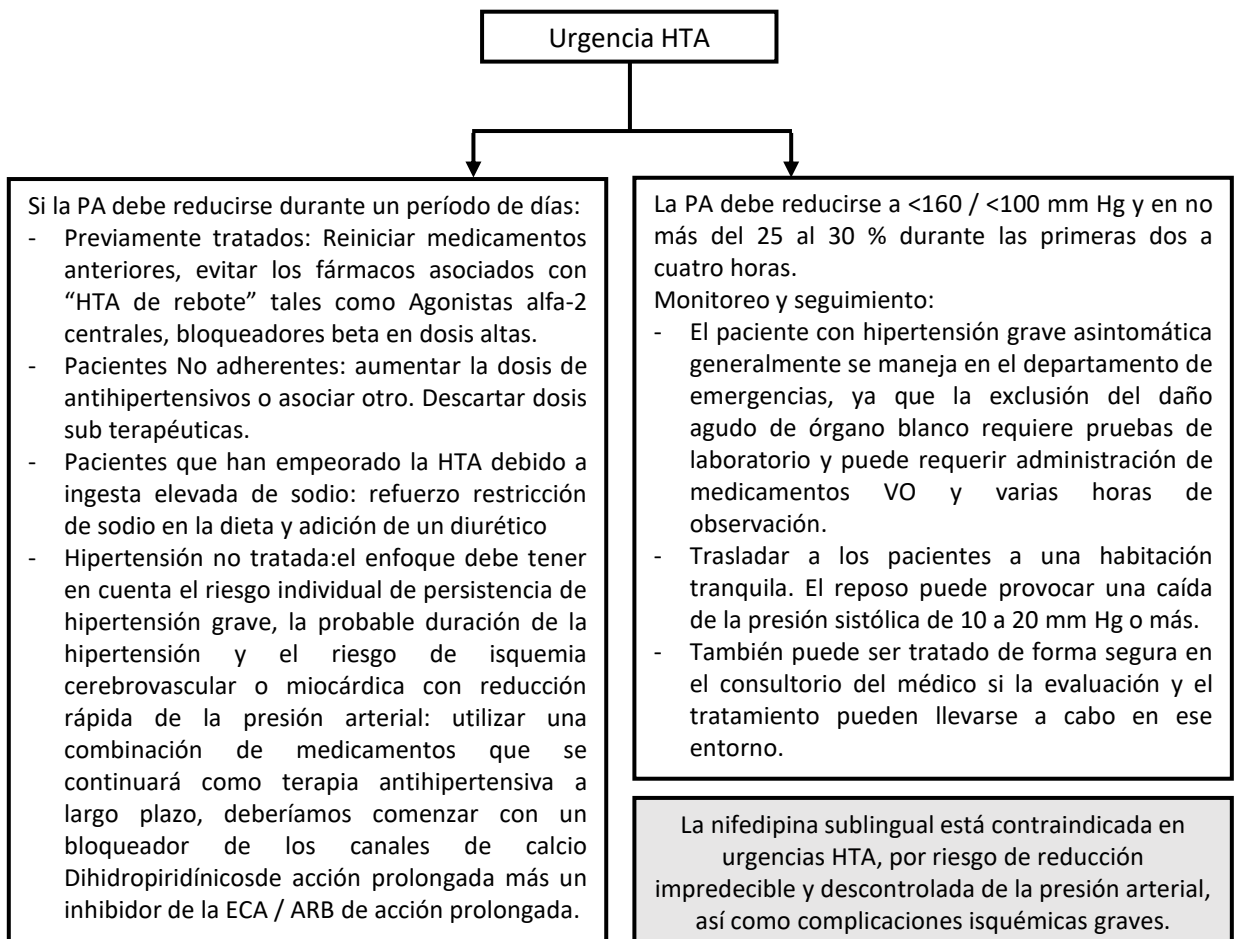 Urgencia HTA
Si la PA debe reducirse durante un período de días:
- Previamente tratados: Reiniciar medicamentos
anteriores, evitar los fármacos asociados con
“HTA de rebote” tales como Agonistas alfa-2
centrales, bloqueadores beta en dosis altas.
- Pacientes No adherentes: aumentar la dosis de
antihipertensivos o asociar otro. Descartar dosis
sub terapéuticas.
- Pacientes que han empeorado la HTA debido a
ingesta elevada de sodio: refuerzo restricción
de sodio en la dieta y adición de un diurético
- Hipertensión no tratada:el enfoque debe tener
en cuenta el riesgo individual de persistencia de
hipertensión grave, la probable duración de la
hipertensión y el riesgo de isquemia
cerebrovascular o miocárdica con reducción
rápida de la presión arterial: utilizar una
combinación de medicamentos que se
continuará como terapia antihipertensiva a
largo plazo, deberíamos comenzar con un
bloqueador de los canales de calcio
Dihidropiridínicosde acción prolongada más un
inhibidor de la ECA / ARB de acción prolongada.
La PA debe reducirse a <160 / <100 mm Hg y en no
más del 25 al 30 % durante las primeras dos a
cuatro horas.
Monitoreo y seguimiento:
- El paciente con hipertensión grave asintomática
generalmente se maneja en el departamento de
emergencias, ya que la exclusión del daño
agudo de órgano blanco requiere pruebas de
laboratorio y puede requerir administración de
medicamentos VO y varias horas de
observación.
- Trasladar a los pacientes a una habitación
tranquila. El reposo puede provocar una caída
de la presión sistólica de 10 a 20 mm Hg o más.
- También puede ser tratado de forma segura en
el consultorio del médico si la evaluación y el
tratamiento pueden llevarse a cabo en ese
entorno.
La nifedipina sublingual está contraindicada en
urgencias HTA, por riesgo de reducción
impredecible y descontrolada de la presión arterial,
así como complicaciones isquémicas graves.